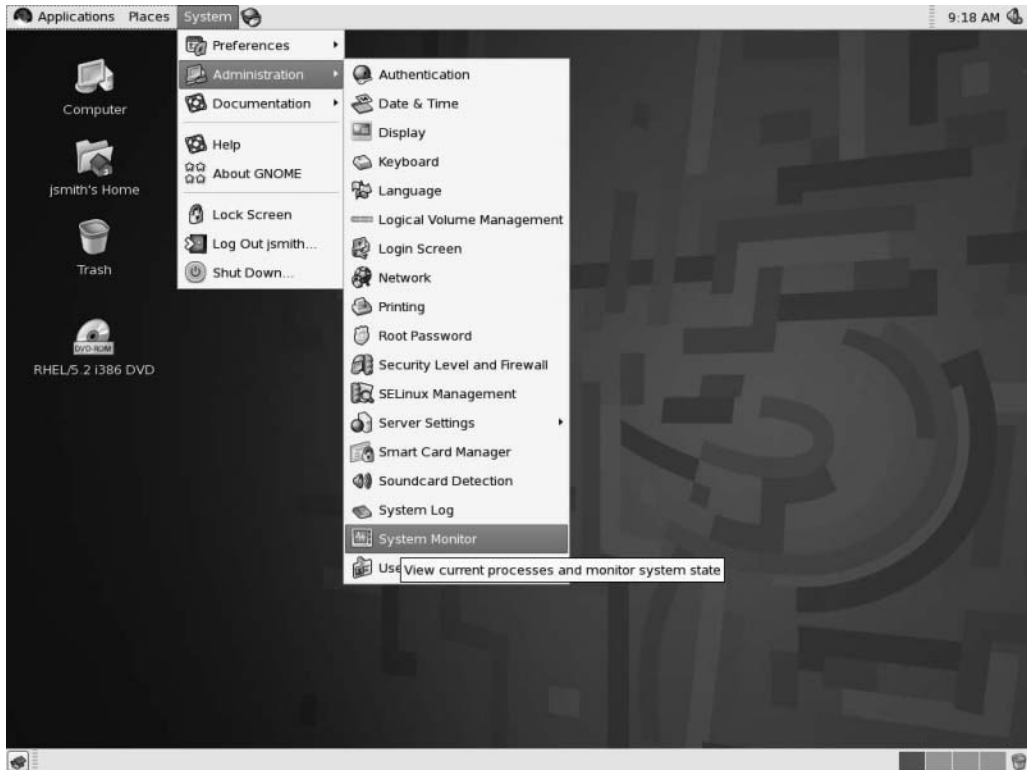 Applications Places System
9:18 AM
Computer
jsmith's Home
Trash
DVD-ROM
RHEL/5.2 i386 DVD
Preferences
Administration
Documentation
Help
About GNOME
Lock Screen
Log Out jsmith...
Shut Down...
Authentication
Date & Time
Display
Keyboard
Language
Logical Volume Management
Login Screen
Network
Printing
Root Password
Security Level and Firewall
SELinux Management
Server Settings
Smart Card Manager
Soundcard Detection
System Log
System Monitor
View current processes and monitor system state